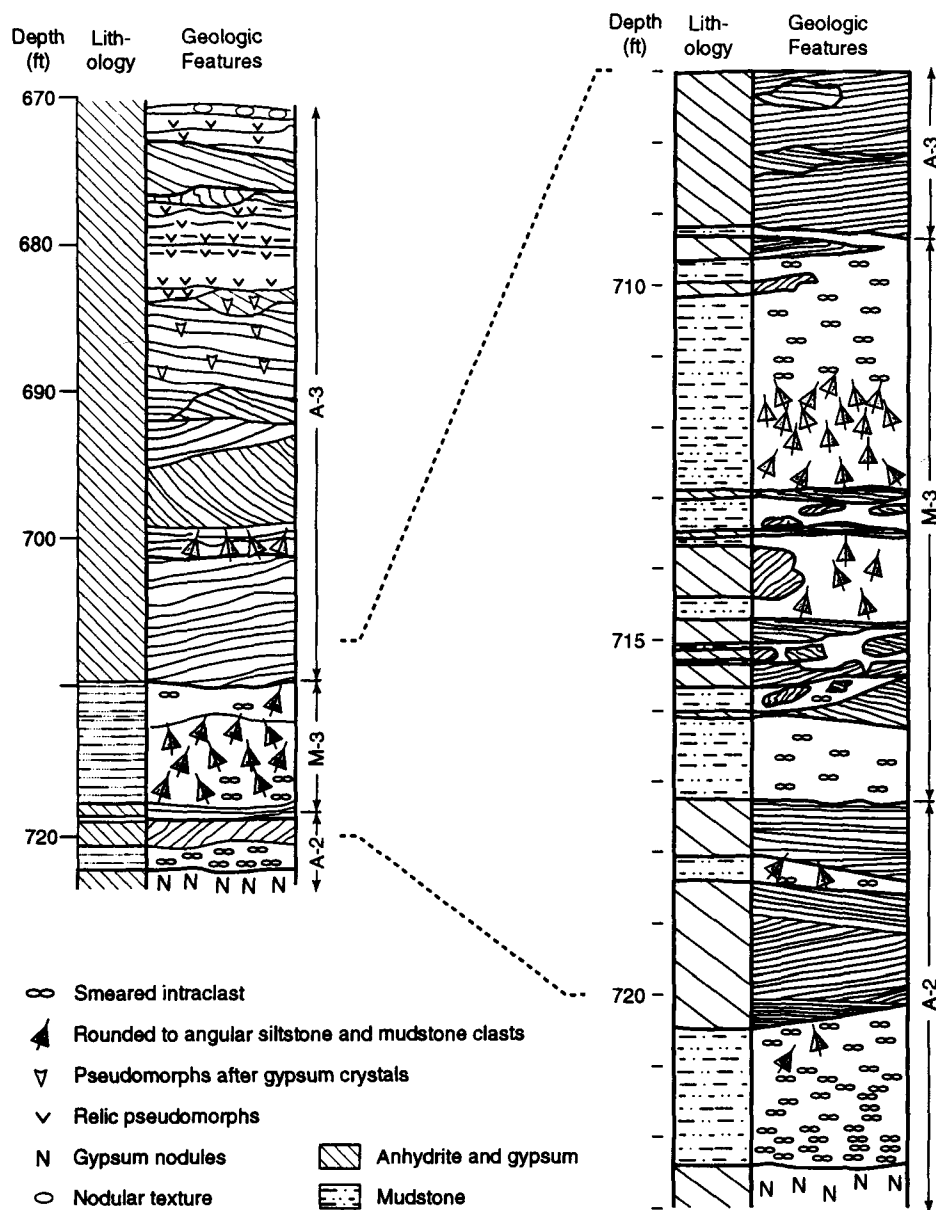 Depth
(ft)
Lith-
ology
Geologic
Features
670
680
690
700
720
A-3
M-3
A-2
N N N N N
Depth
(ft)
Lith-
ology
Geologic
Features
710
715
720
A-3
M-3
A-2
N N N N N
Smeared intraclast
Rounded to angular siltstone and mudstone clasts
Pseudomorphs after gypsum crystals
Relic pseudomorphs
N Gypsum nodules
Nodular texture
Anhydrite and gypsum
Mudstone